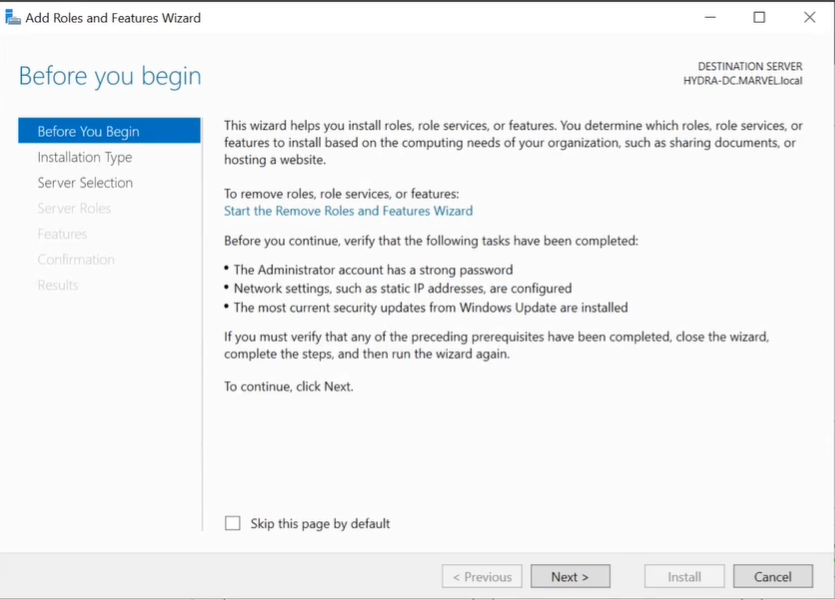 Add Roles and Features Wizard
Before you begin
DESTINATION SERVER
HYDRA-DC.MARVEL.local
Before You Begin
Installation Type
Server Selection
Server Roles
Features
Confirmation
Results
This wizard helps you install roles, role services, or features. You determine which roles, role services, or
features to install based on the computing needs of your organization, such as sharing documents, or
hosting a website.
To remove roles, role services, or features:
Start the Remove Roles and Features Wizard
Before you continue, verify that the following tasks have been completed:
• The Administrator account has a strong password
• Network settings, such as static IP addresses, are configured
• The most current security updates from Windows Update are installed
If you must verify that any of the preceding prerequisites have been completed, close the wizard,
complete the steps, and then run the wizard again.
To continue, click Next.
Skip this page by default
< Previous
Next >
Install
Cancel